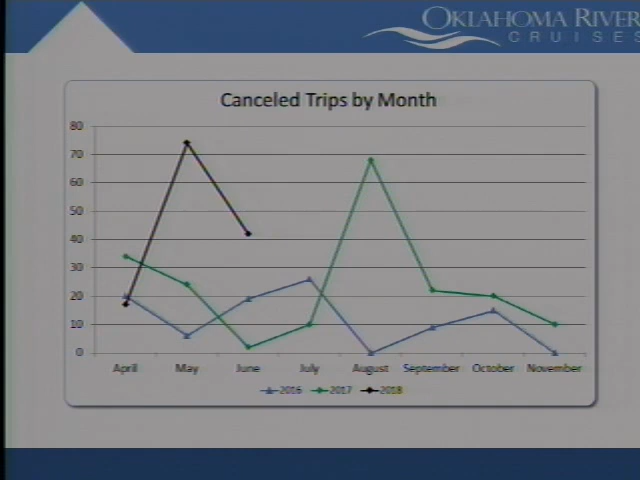 OKLAHOMA RIVER
CRUISES
Canceled Trips by Month
80
70
60
50
40
30
20
10
0
April May June July August September October November
2016 2017 2018